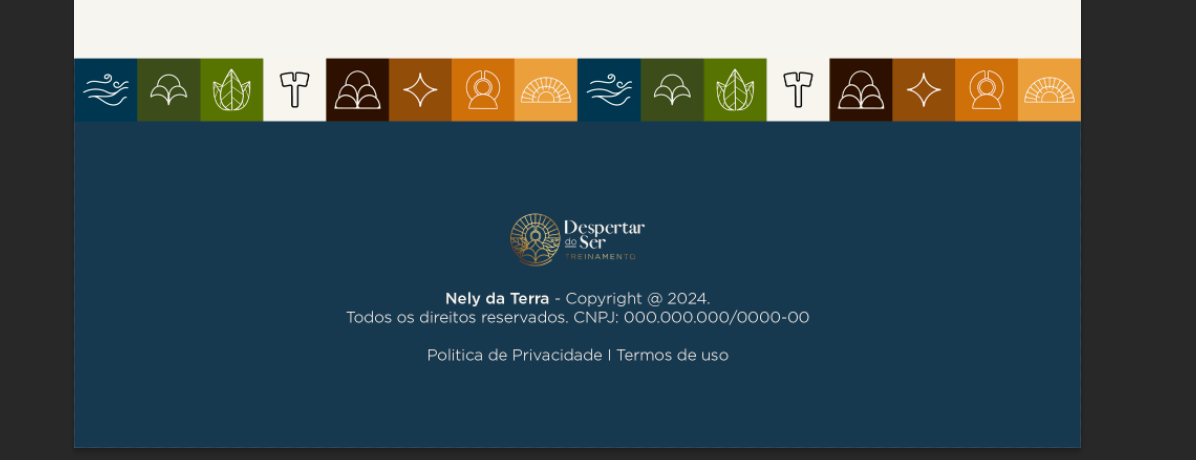 Despertar
do Ser
TREINAMENTO
Nely da Terra - Copyright @ 2024.
Todos os direitos reservados. CNPJ: 000.000.000/0000-00
Politica de Privacidade | Termos de uso